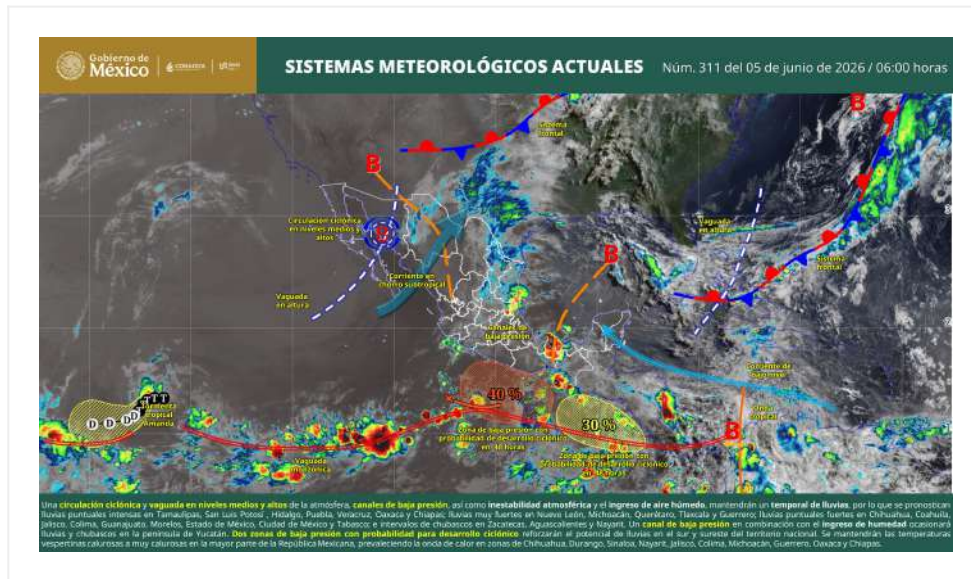 Gobierno de
México
CONAGUA
SISTEMAS METEOROLÓGICOS ACTUALES
Núm. 311 del 05 de junio de 2026 / 06:00 horas
B
Sistema
frontal
B
Circulación ciclónica
en niveles medios y
altos
Vaguada
en altura
Corriente en
chorro subtropical
Vaguada
en altura
B
Sistema
frontal
Canales de
baja presión
Corriente de
bajo nivel
Onda
tropical
B
40 %
30 %
Zona de baja presión con
probabilidad de desarrollo ciclónico
en 48 horas
Zona de baja presión con
probabilidad de desarrollo ciclónico
D D D D T T T
Tormenta
tropical
Amanda
Vaguada
monzónica
Una circulación ciclónica y vaguada en niveles medios y altos de la atmósfera, canales de baja presión, así como inestabilidad atmosférica y el ingreso de aire húmedo, mantendrán un temporal de lluvias, por lo que se pronostican
lluvias puntuales intensas en Tamaulipas, San Luis Potosí , Hidalgo, Puebla, Veracruz, Oaxaca y Chiapas; lluvias muy fuertes en Nuevo León, Michoacán, Querétaro, Tlaxcala y Guerrero; lluvias puntuales fuertes en Chihuahua, Coahuila,
Jalisco, Colima, Guanajuato, Morelos, Estado de México, Ciudad de México y Tabasco; e intervalos de chubascos en Zacatecas, Aguascalientes y Nayarit. Un canal de baja presión en combinación con el ingreso de humedad ocasionará
lluvias y chubascos en la península de Yucatán. Dos zonas de baja presión con probabilidad para desarrollo ciclónico reforzarán el potencial de lluvias en el sur y sureste del territorio nacional. Se mantendrán las temperaturas
vespertinas calurosas a muy calurosas en la mayor parte de la República Mexicana, prevaleciendo la onda de calor en zonas de Chihuahua, Durango, Sinaloa, Nayarit, Jalisco, Colima, Michoacán, Guerrero, Oaxaca y Chiapas.